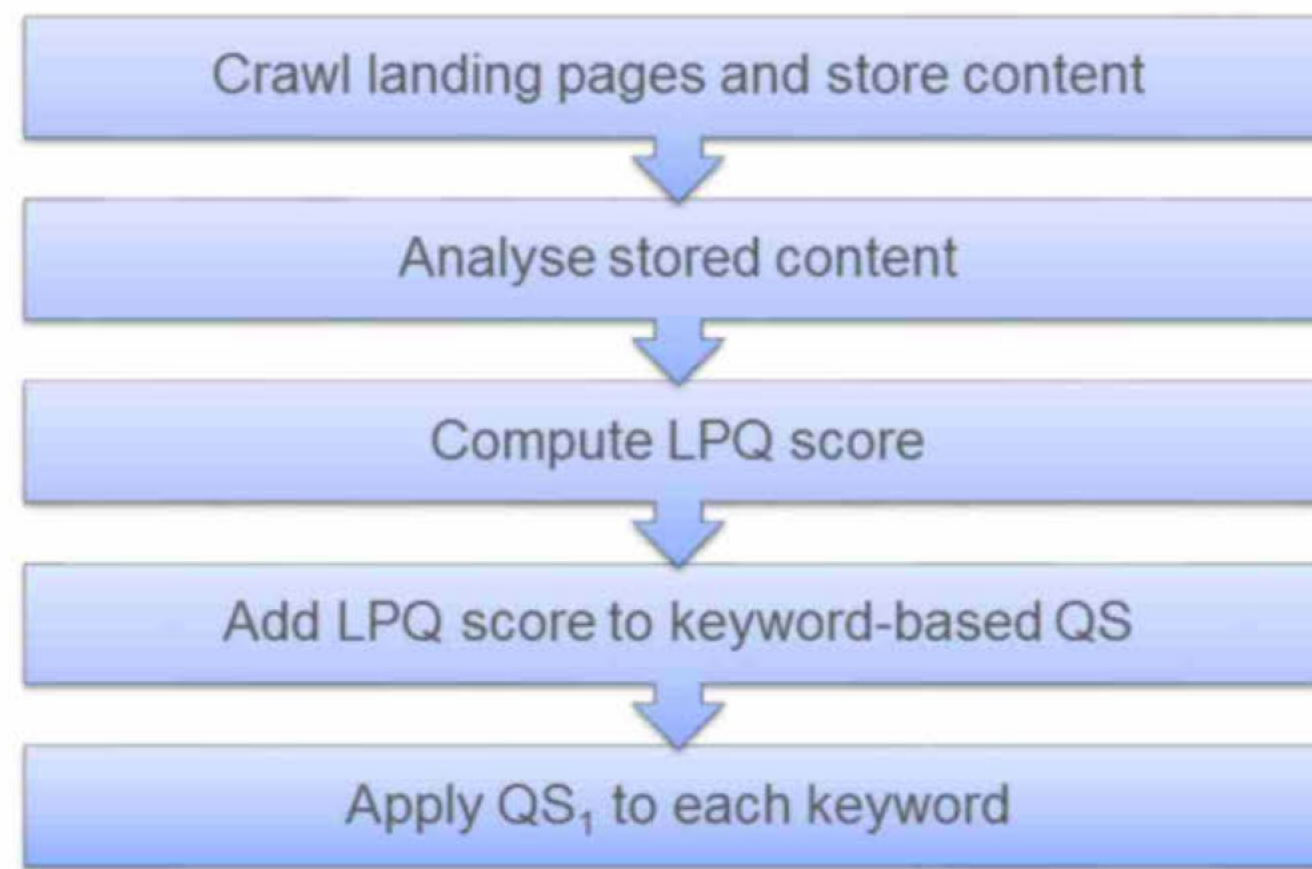 Crawl landing pages and store content
Analyse stored content
Compute LPQ score
Add LPQ score to keyword-based QS
Apply QS₁ to each keyword